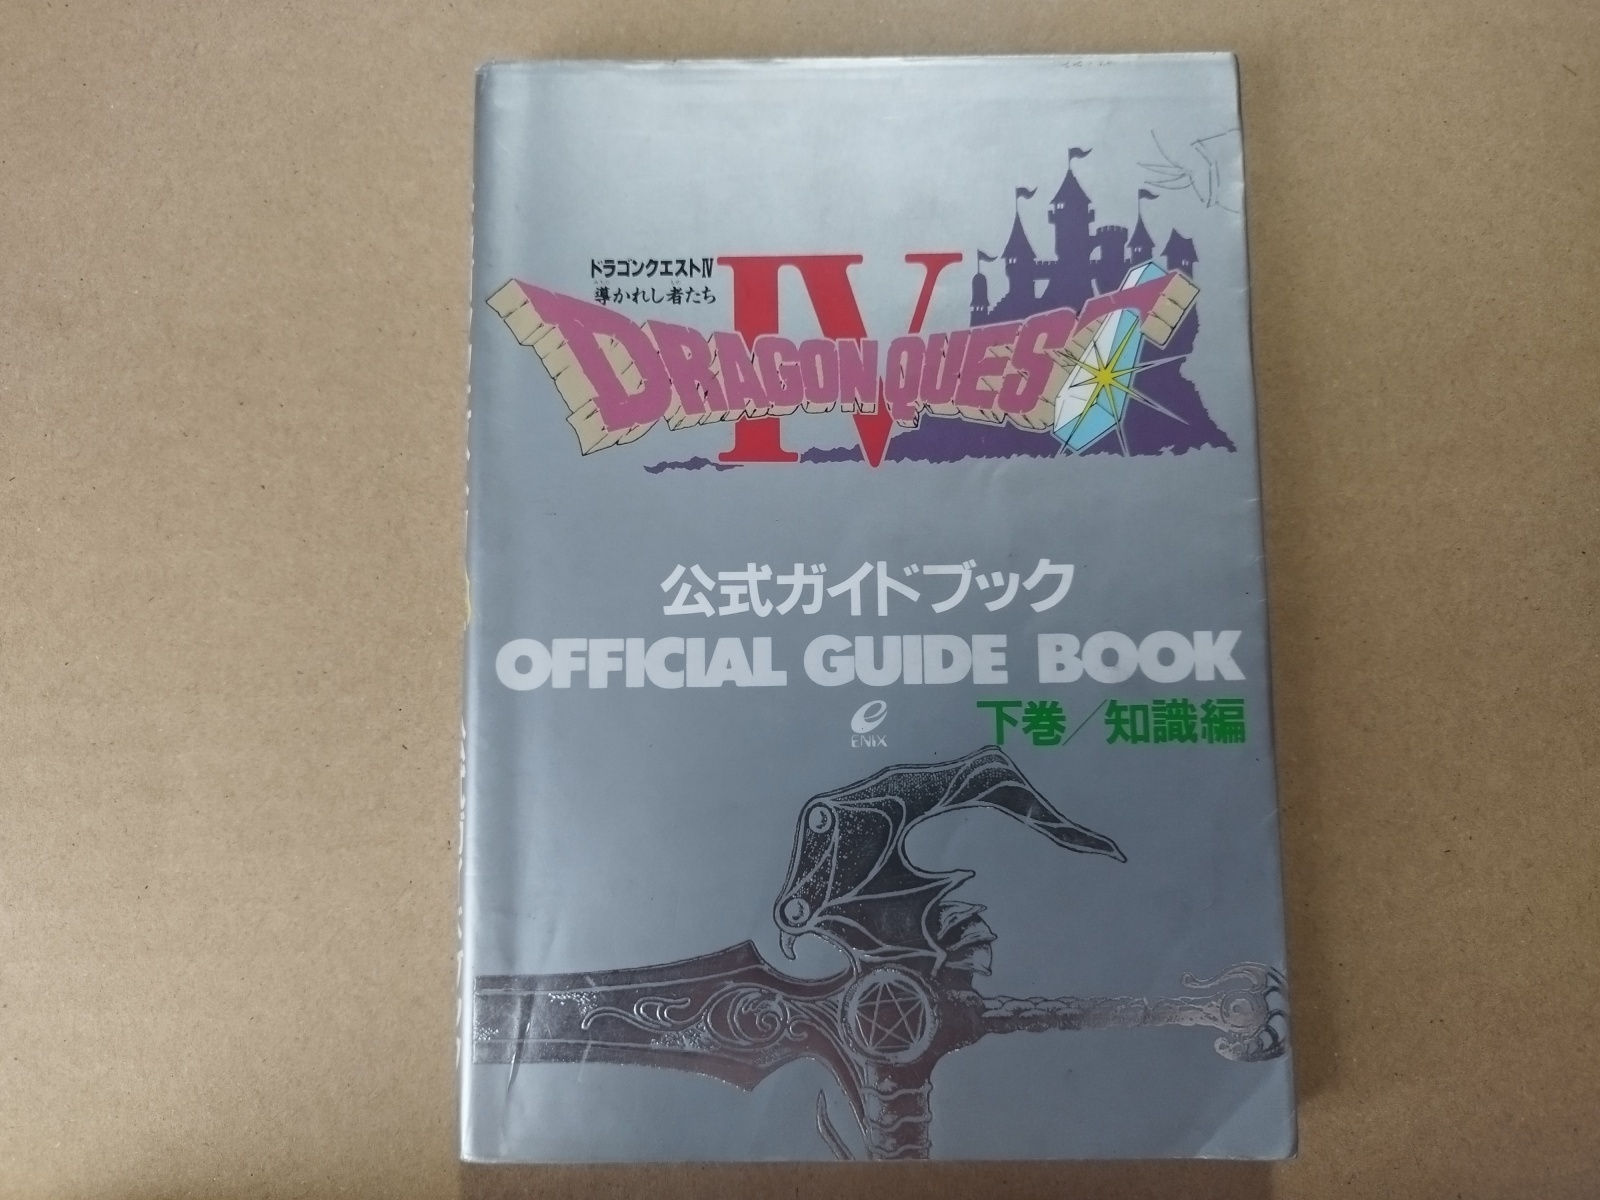 ドラゴンクエストIV
導かれし者たち
IV
DRAGON QUEST
公式ガイドブック
OFFICIAL GUIDE BOOK
ENIX
下巻／知識編